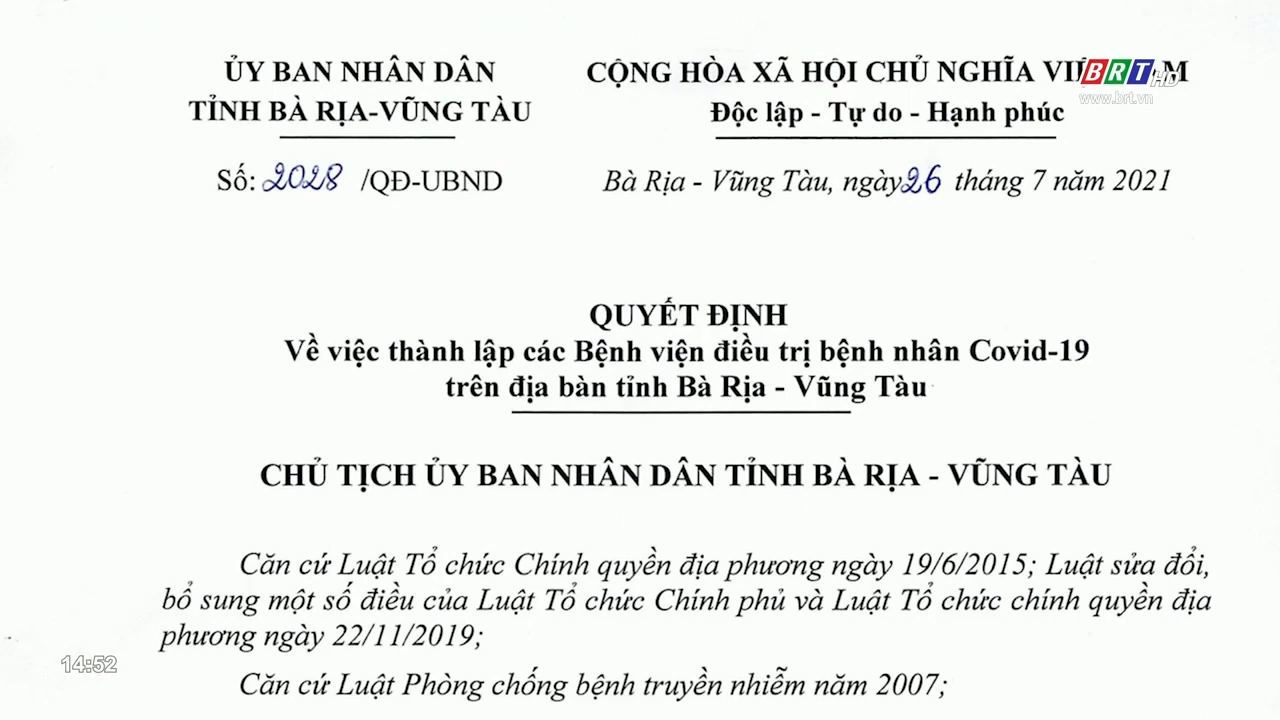 ỦY BAN NHÂN DÂN
TỈNH BÀ RỊA-VŨNG TÀU
Số: 2028 /QĐ-UBND
CỘNG HÒA XÃ HỘI CHỦ NGHĨA
BRT HD
www.brt.vn
Độc lập - Tự do - Hạnh phúc
Bà Rịa - Vũng Tàu, ngày 26 tháng 7 năm 2021
QUYẾT ĐỊNH
Về việc thành lập các Bệnh viện điều trị bệnh nhân Covid-19
trên địa bàn tỉnh Bà Rịa - Vũng Tàu
CHỦ TỊCH ỦY BAN NHÂN DÂN TỈNH BÀ RỊA - VŨNG TÀU
Căn cứ Luật Tổ chức Chính quyền địa phương ngày 19/6/2015; Luật sửa đổi,
bổ sung một số điều của Luật Tổ chức Chính phủ và Luật Tổ chức chính quyền địa
phương ngày 22/11/2019;
14:52
Căn cứ Luật Phòng chống bệnh truyền nhiễm năm 2007;